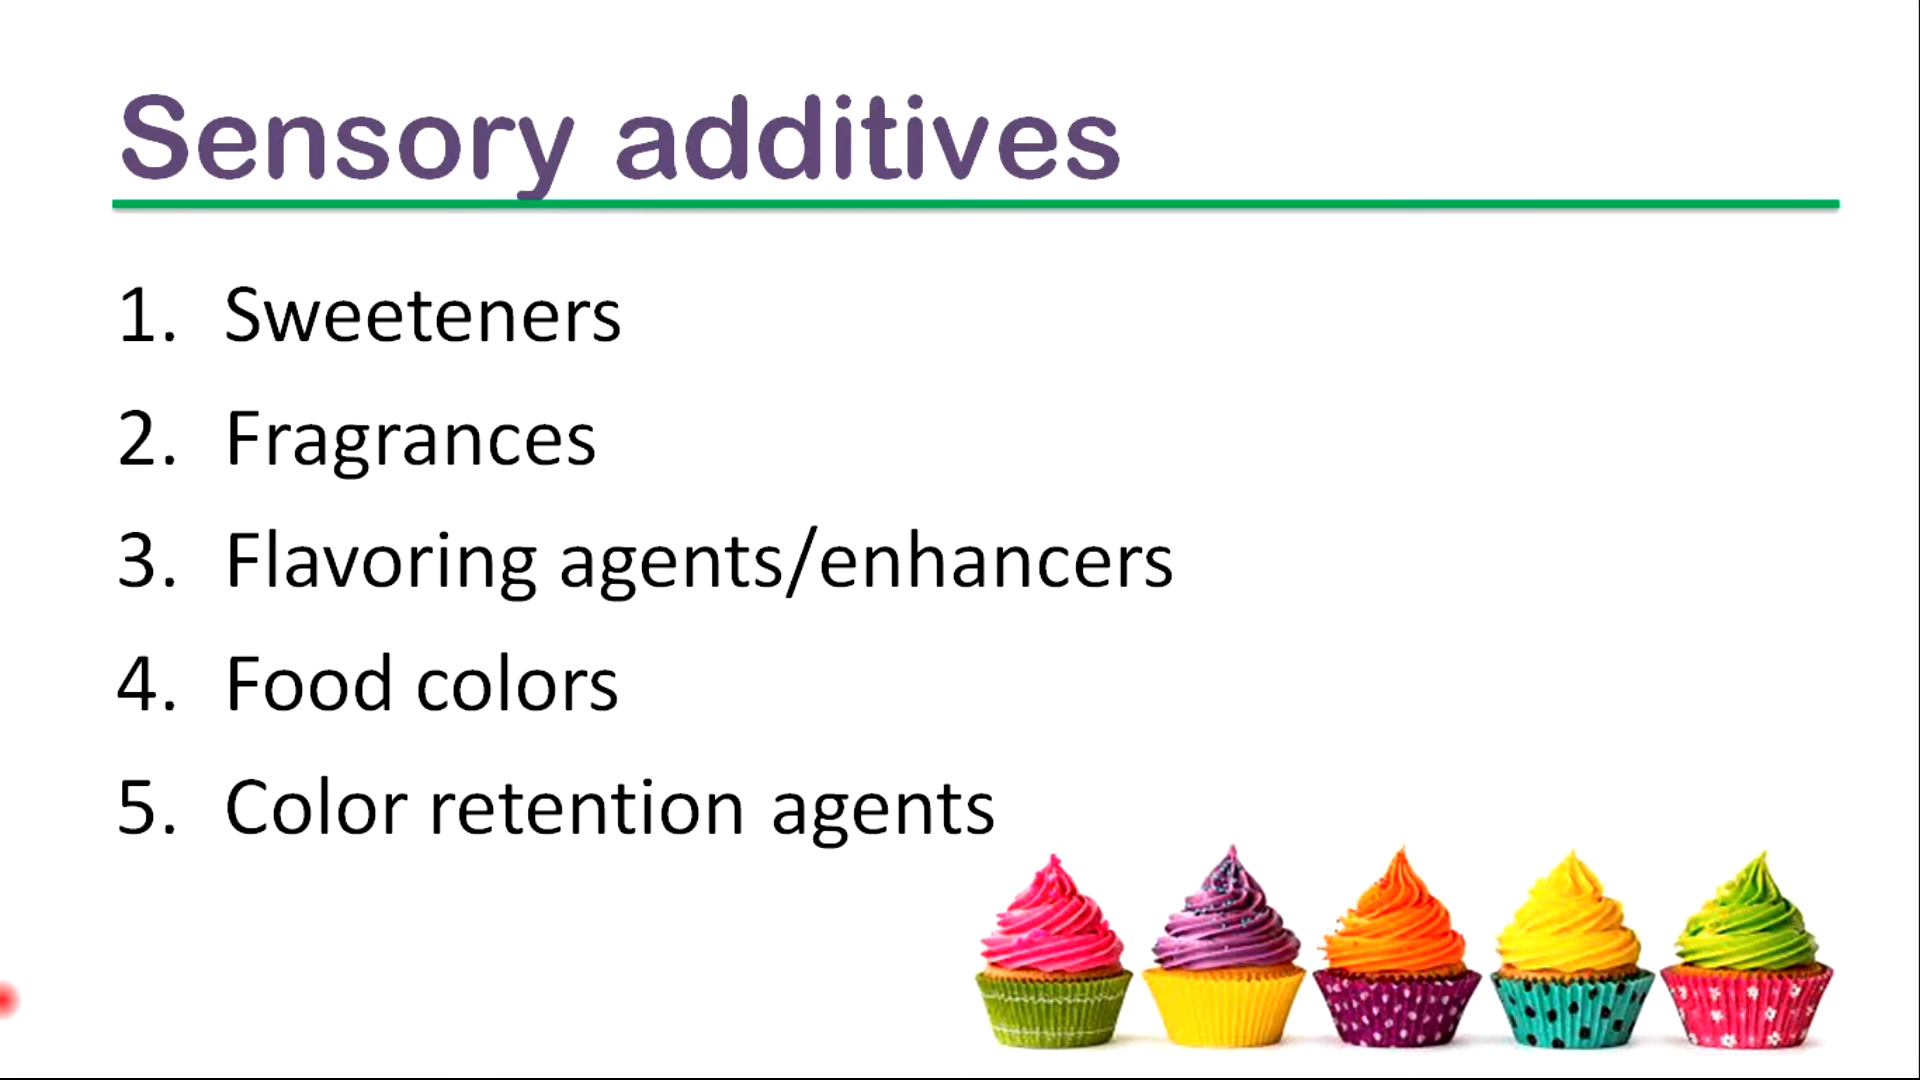 Sensory additives
1. Sweeteners
2. Fragrances
3. Flavoring agents/enhancers
4. Food colors
5. Color retention agents